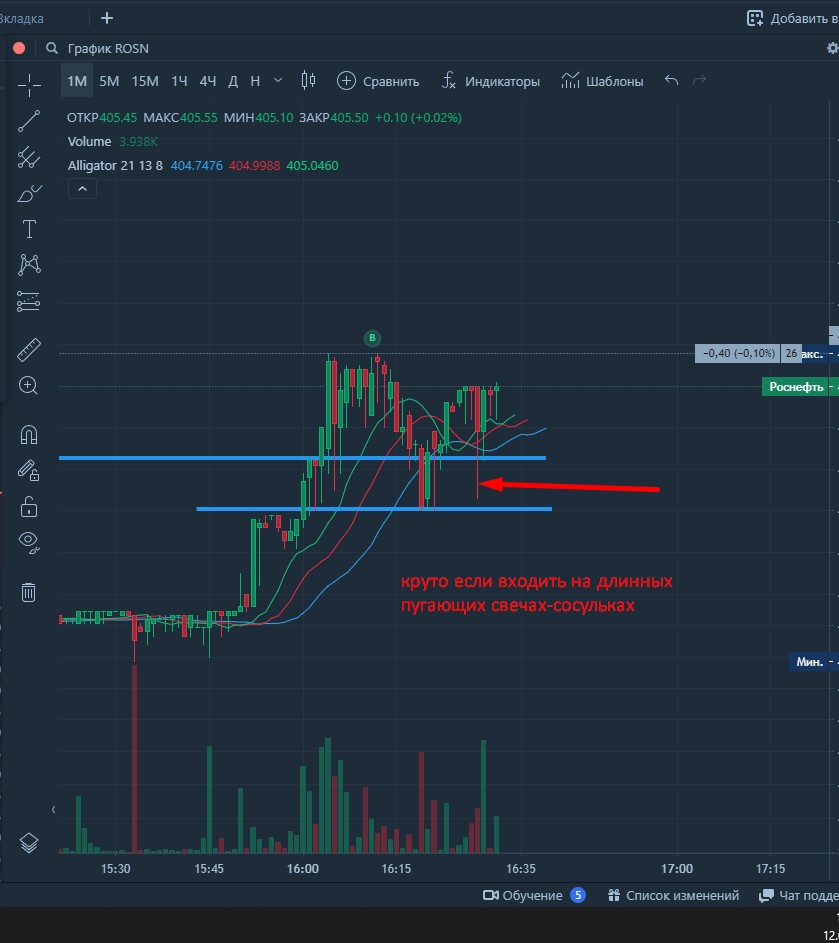 Вкладка +
Добавить в
График ROSN
1М 5М 15М 1Ч 4Ч Д Н Сравнить Индикаторы Шаблоны
ОТКР405.45 МАКС405.55 МИН405.10 ЗАКР405.50 +0.10 (+0.02%)
Volume 3.938K
Alligator 21 13 8 404.7476 404.9988 405.0460
T
B
−0,40 (−0,10%) 26 акс.
Роснефть
круто если входить на длинных
пугающих свечах-сосульках
Мин.
15:30 15:45 16:00 16:15 16:35 17:00 17:15
Обучение 5 Список изменений Чат подде